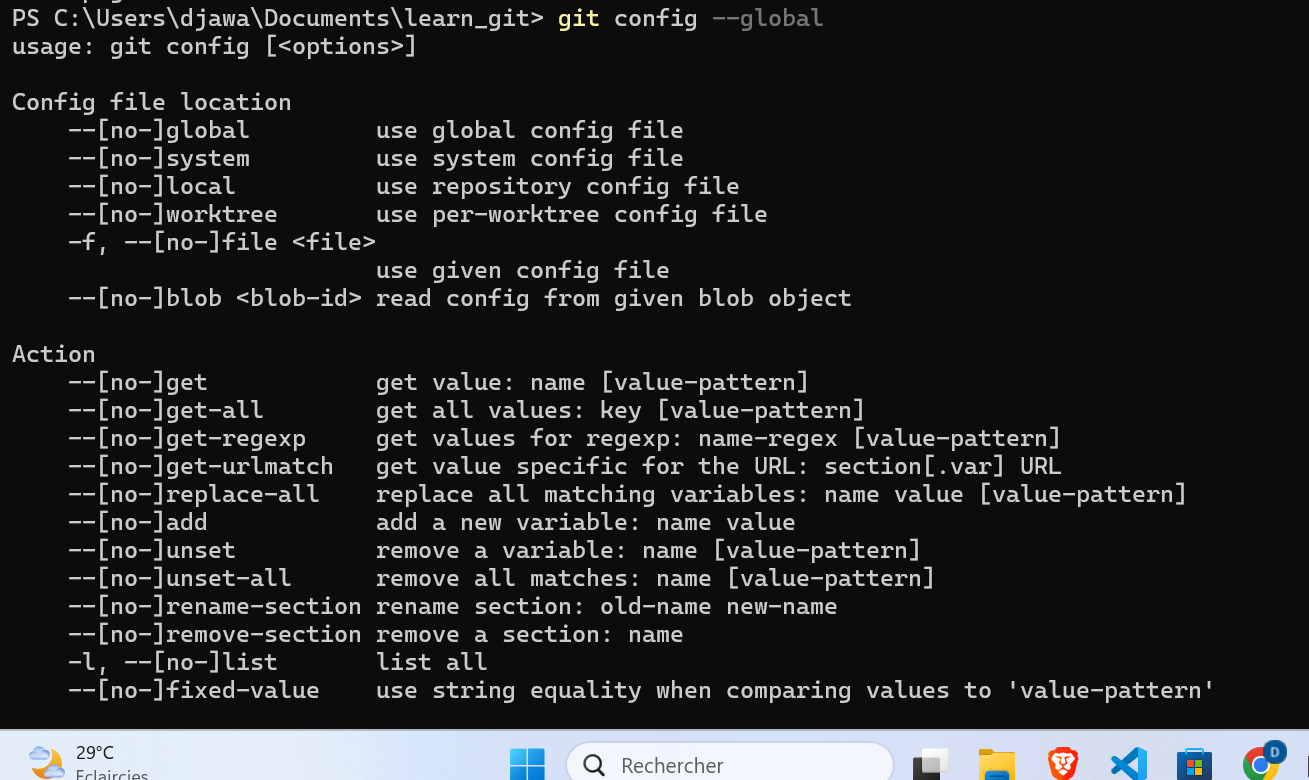 PS C:\Users\djawa\Documents\learn_git> git config --global
usage: git config [<options>]
Config file location
    --[no-]global         use global config file
    --[no-]system         use system config file
    --[no-]local          use repository config file
    --[no-]worktree       use per-worktree config file
    -f, --[no-]file <file>
                          use given config file
    --[no-]blob <blob-id> read config from given blob object
Action
    --[no-]get            get value: name [value-pattern]
    --[no-]get-all        get all values: key [value-pattern]
    --[no-]get-regexp     get values for regexp: name-regex [value-pattern]
    --[no-]get-urlmatch   get value specific for the URL: section[.var] URL
    --[no-]replace-all    replace all matching variables: name value [value-pattern]
    --[no-]add            add a new variable: name value
    --[no-]unset          remove a variable: name [value-pattern]
    --[no-]unset-all      remove all matches: name [value-pattern]
    --[no-]rename-section rename section: old-name new-name
    --[no-]remove-section remove a section: name
    -l, --[no-]list       list all
    --[no-]fixed-value    use string equality when comparing values to 'value-pattern'
29°C
Eclaircies
Rechercher
D